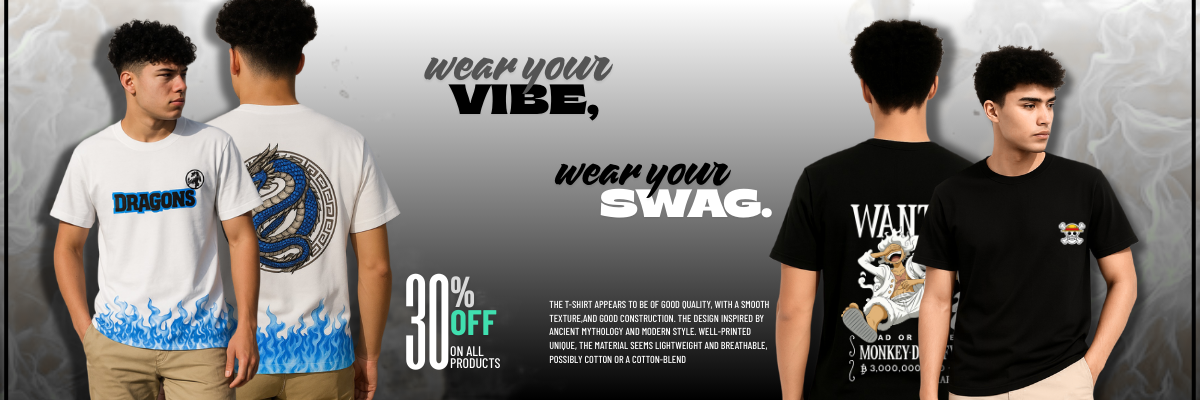 wear your
VIBE,
wear your
SWAG.
DRAGONS
30%
OFF
ON ALL
PRODUCTS
THE T-SHIRT APPEARS TO BE OF GOOD QUALITY, WITH A SMOOTH
TEXTURE,AND GOOD CONSTRUCTION. THE DESIGN INSPIRED BY
ANCIENT MYTHOLOGY AND MODERN STYLE. WELL-PRINTED
UNIQUE, THE MATERIAL SEEMS LIGHTWEIGHT AND BREATHABLE,
POSSIBLY COTTON OR A COTTON-BLEND
WANT
AD OR
MONKEY·D
฿ 3,000,000